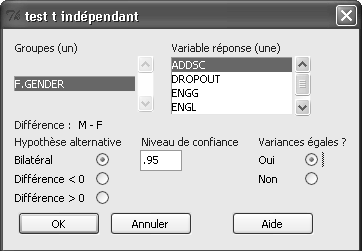 test t indépendant
Groupes (un)
Variable réponse (une)
F.GENDER
ADDSC
DROPOUT
ENGG
ENGL
Différence : M - F
Hypothèse alternative
Niveau de confiance
Variances égales ?
Bilatéral
.95
Oui
Différence < 0
Non
Différence > 0
OK
Annuler
Aide